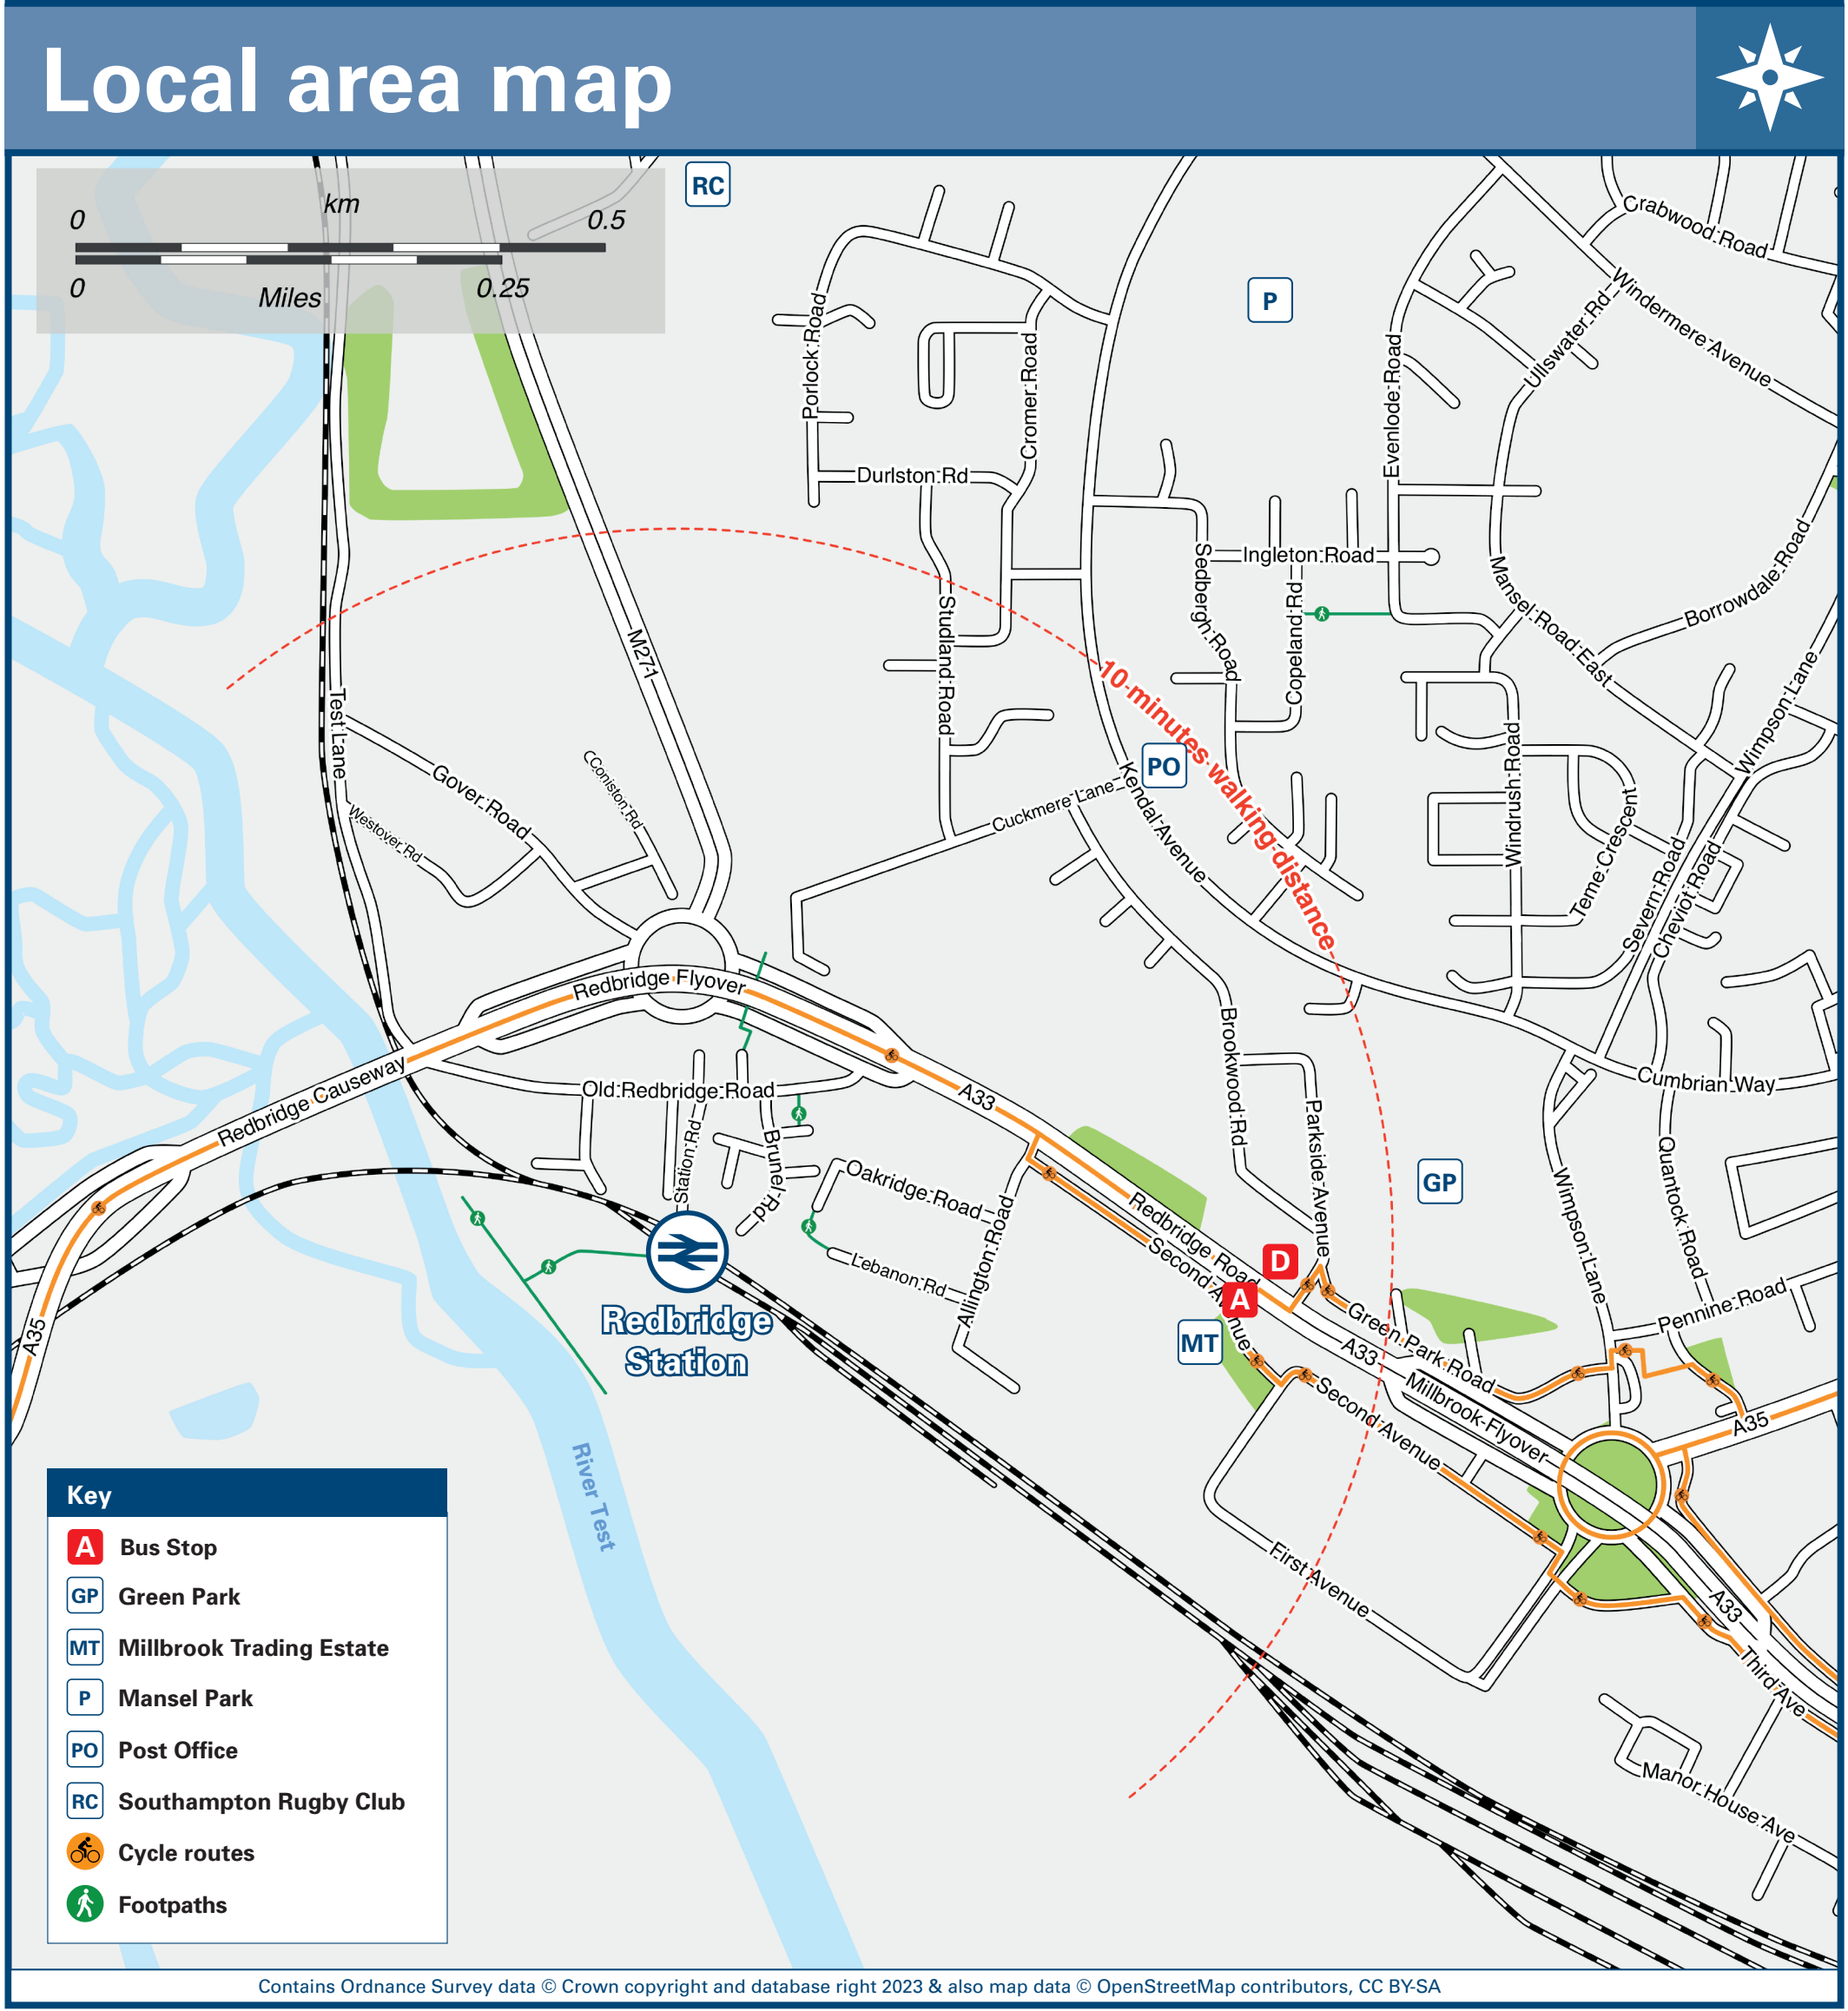 Local area map
km
0
0.5
0
Miles
0.25
RC
P
Crabwood Road
Windermere Avenue
Ullswater Rd
Porlock Road
Cromer Road
Evenlode Road
Durlston Rd
Sedbergh Road
Ingleton Road
Copeland Rd
Mansel Road East
Borrowdale Road
Wimpson Lane
Studland Road
M271
10 minutes walking distance
Test Lane
Gover Road
Coniston Rd
Westover Rd
PO
Cuckmere Lane
Kendal Avenue
Windrush Road
Teme Crescent
Severn Road
Cheviot Road
Redbridge Flyover
Redbridge Causeway
Old Redbridge Road
A33
Brookwood Rd
Parkside Avenue
Cumbrian Way
Station Rd
Brunel Rd
Oakridge Road
Lebanon Rd
Allington Road
GP
Wimpson Lane
Quantock Road
Redbridge Road
Second Avenue
D
A
MT
Green Park Road
Pennine Road
A35
Redbridge
Station
A33
Millbrook Flyover
Second Avenue
A35
River Test
First Avenue
A33
Third Ave
Manor House Ave
Key
A Bus Stop
GP Green Park
MT Millbrook Trading Estate
P Mansel Park
PO Post Office
RC Southampton Rugby Club
Cycle routes
Footpaths
Contains Ordnance Survey data © Crown copyright and database right 2023 & also map data © OpenStreetMap contributors, CC BY-SA